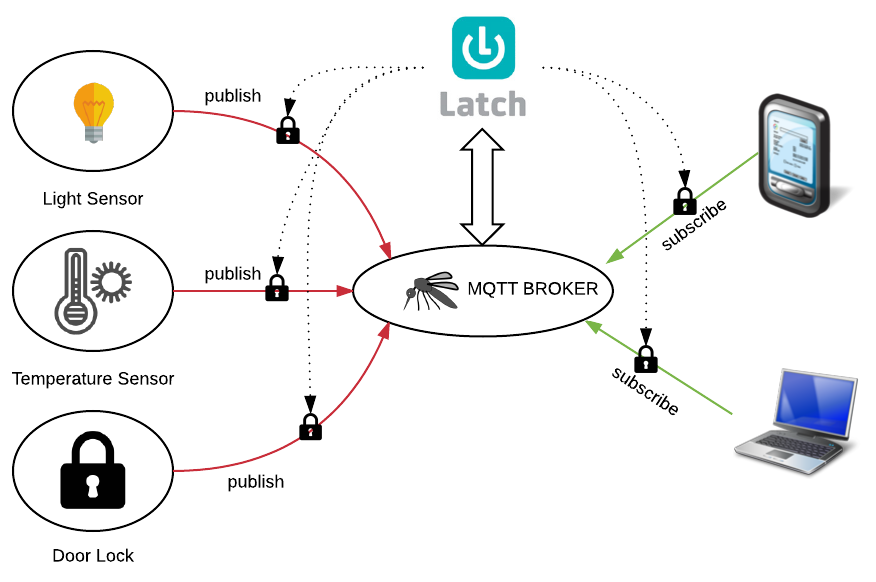 Latch
publish
Light Sensor
publish
Temperature Sensor
publish
Door Lock
MQTT BROKER
subscribe
subscribe